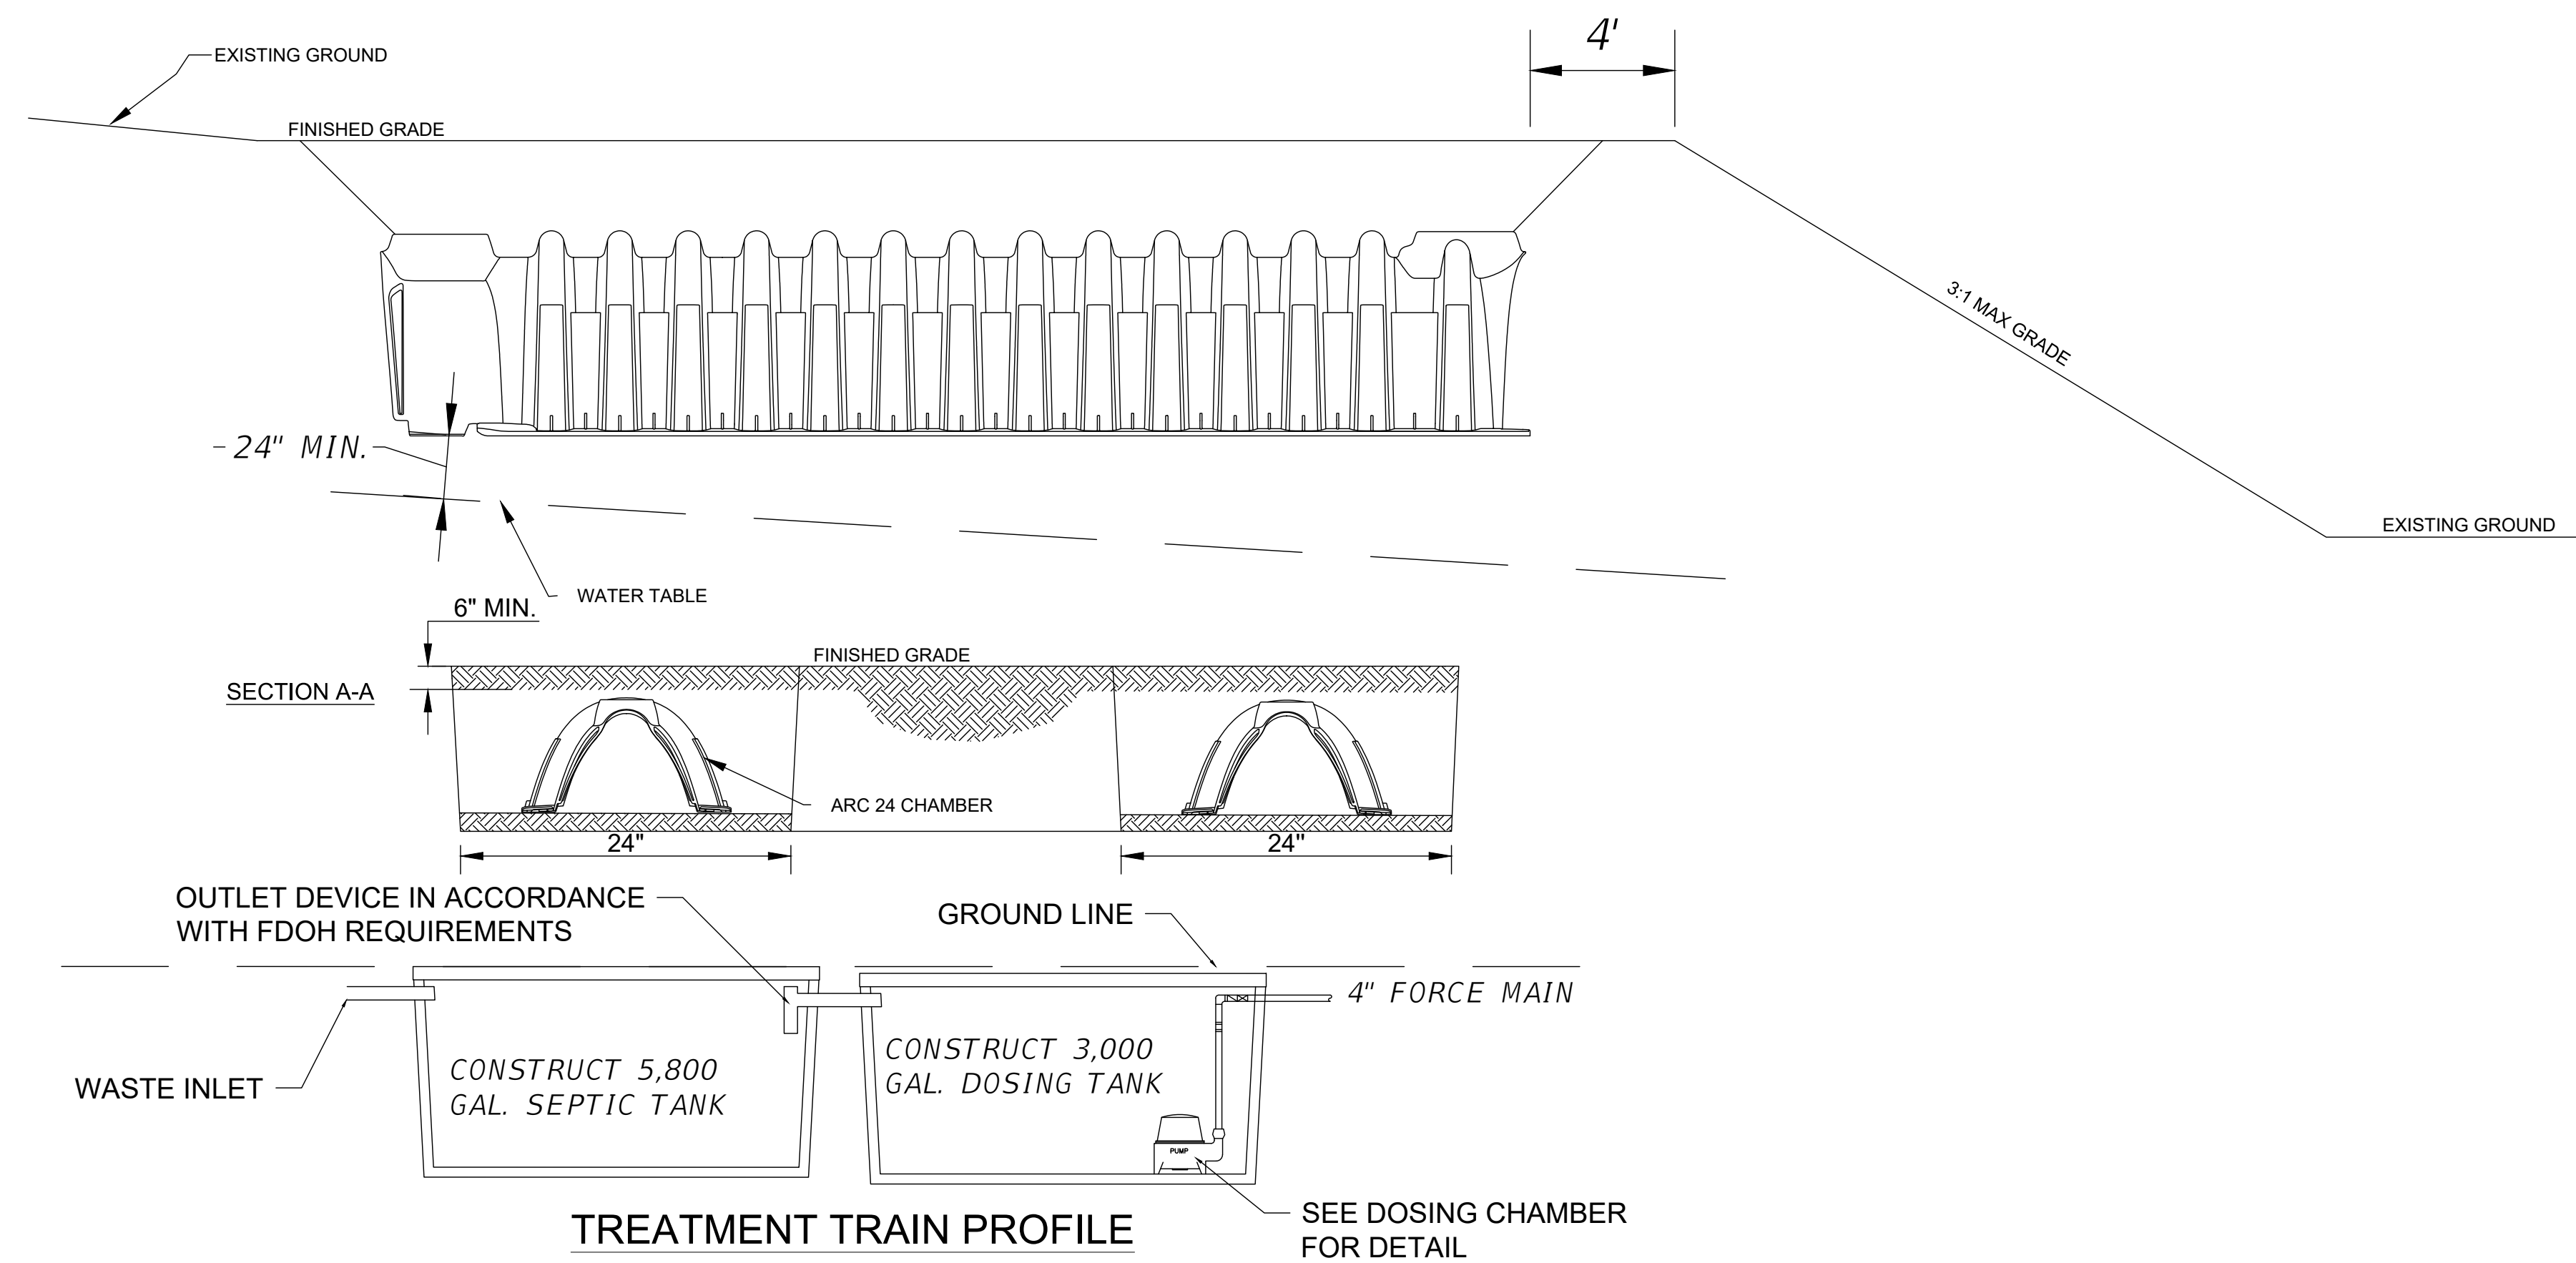 4'
EXISTING GROUND
FINISHED GRADE
3:1 MAX GRADE
24" MIN.
EXISTING GROUND
WATER TABLE
6" MIN.
FINISHED GRADE
SECTION A-A
ARC 24 CHAMBER
24"
24"
OUTLET DEVICE IN ACCORDANCE
WITH FDOH REQUIREMENTS
GROUND LINE
4" FORCE MAIN
CONSTRUCT 5,800
GAL. SEPTIC TANK
CONSTRUCT 3,000
GAL. DOSING TANK
WASTE INLET
PUMP
SEE DOSING CHAMBER
FOR DETAIL
TREATMENT TRAIN PROFILE